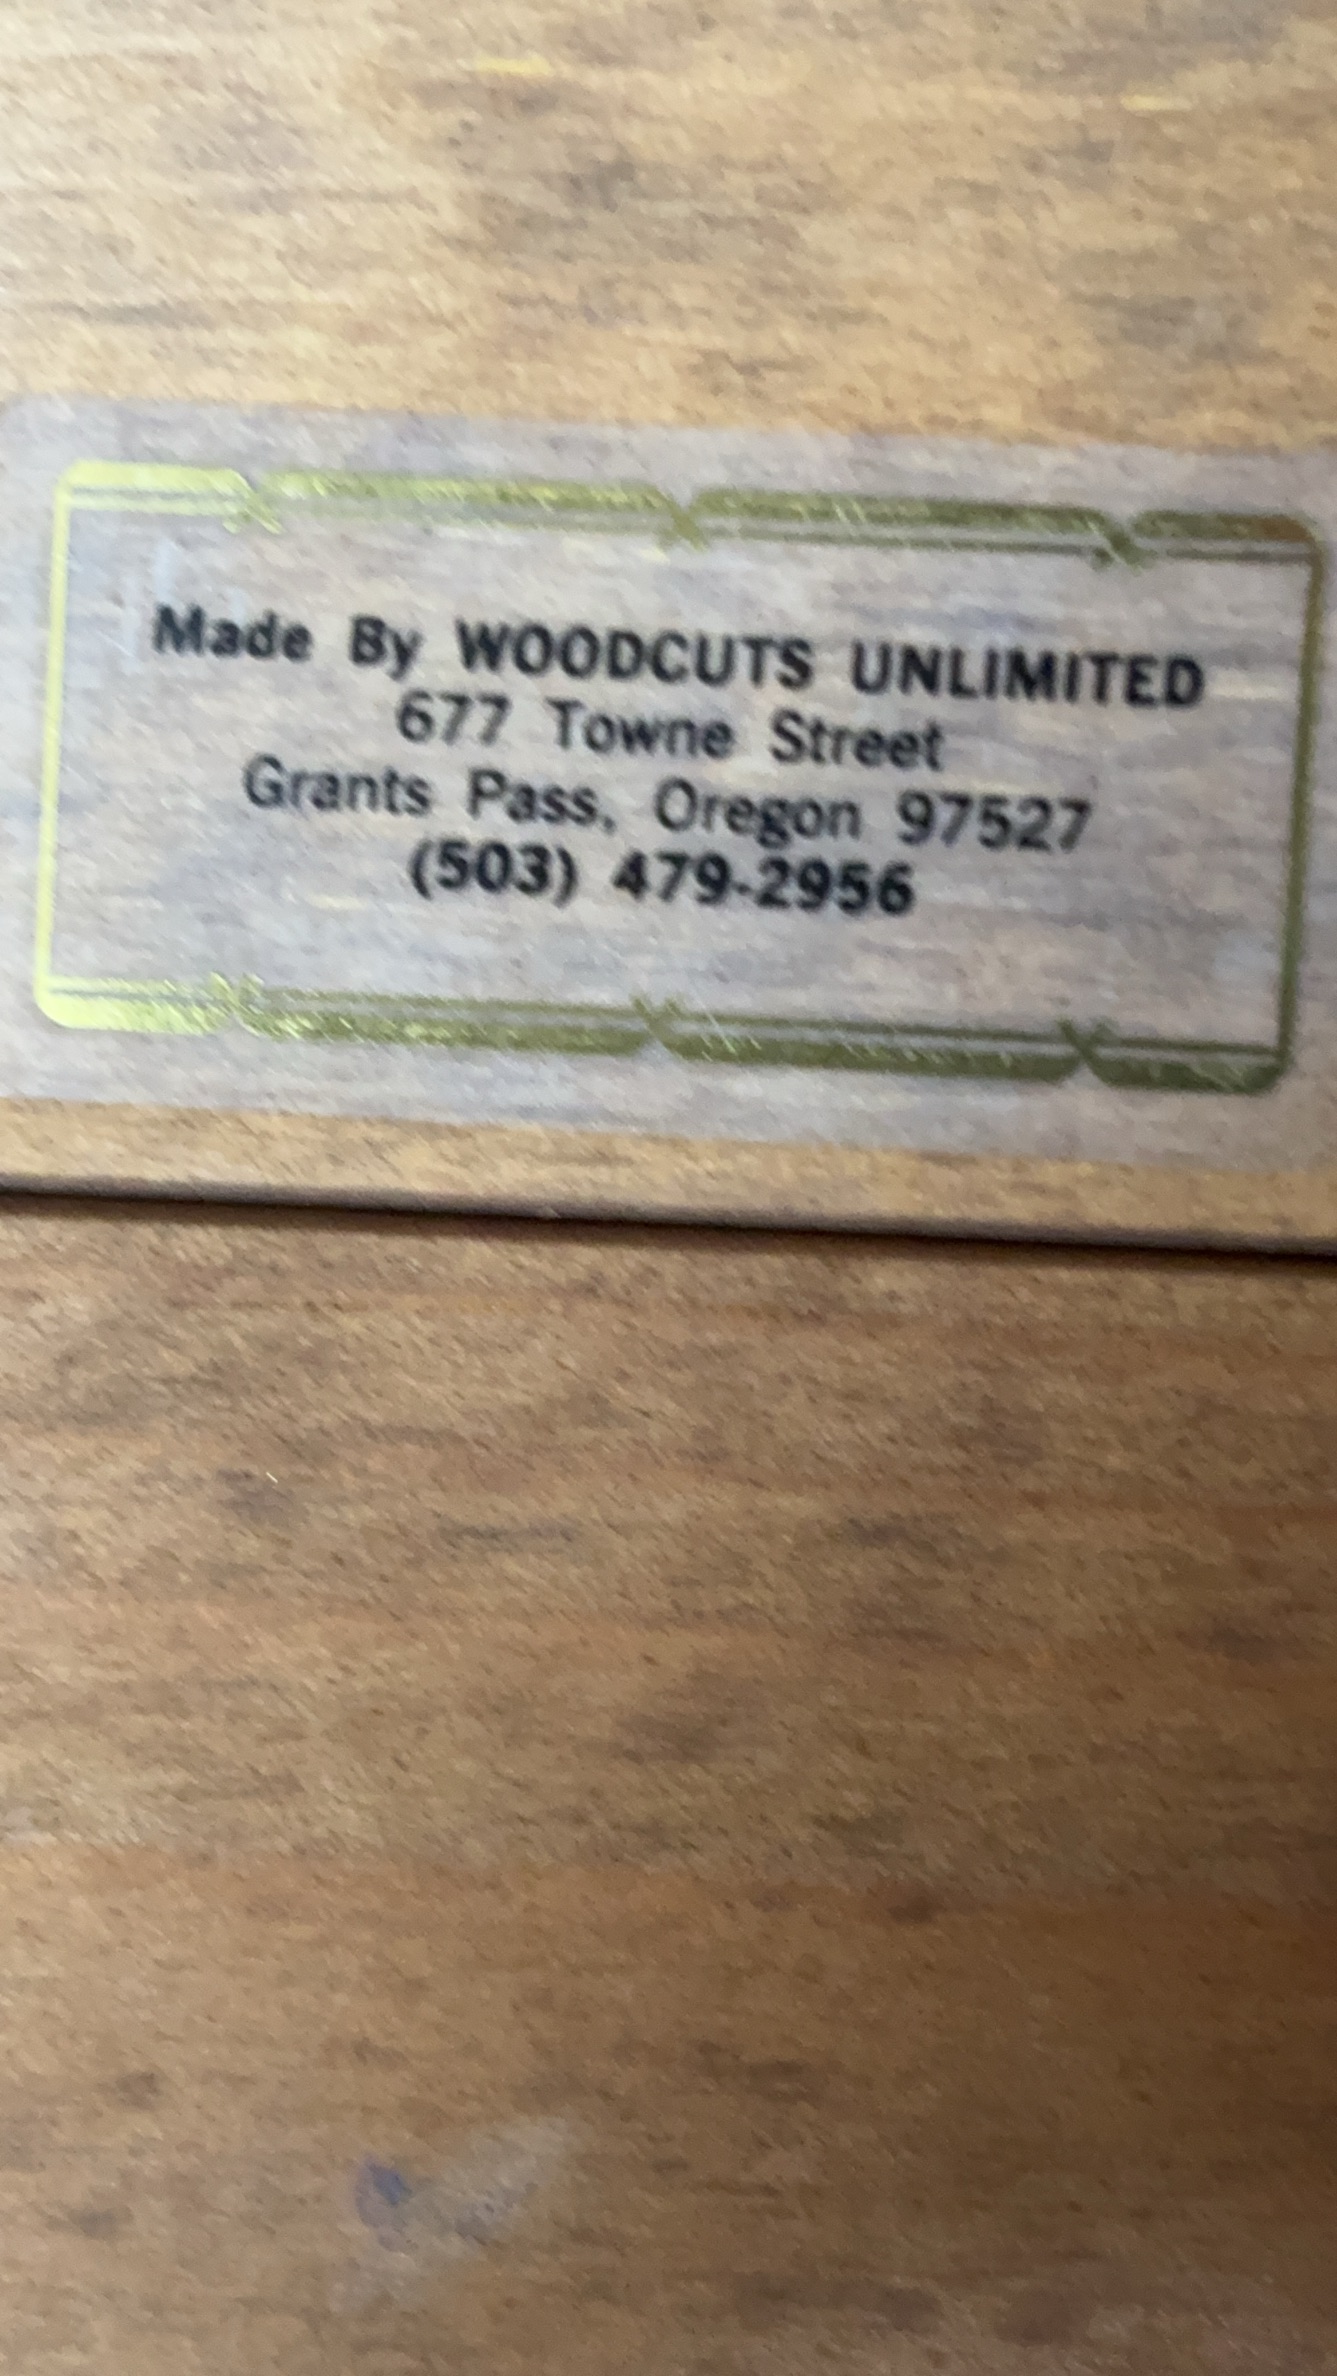 Made By WOODCUTS UNLIMITED
677 Towne Street
Grants Pass, Oregon 97527
(503) 479-2956